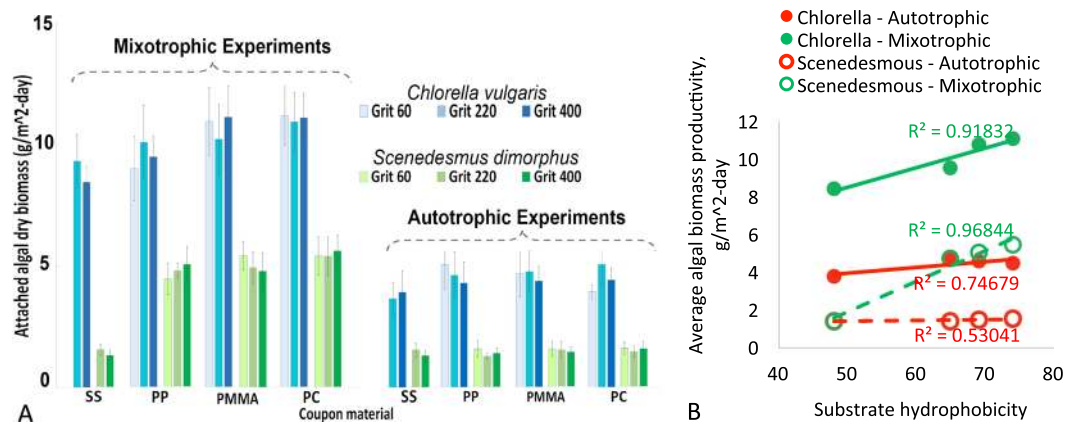 15
10
5
0
Attached algal dry biomass (g/m^2-day)
Mixotrophic Experiments
Chlorella vulgaris
Grit 60 Grit 220 Grit 400
Scenedesmus dimorphus
Grit 60 Grit 220 Grit 400
Autotrophic Experiments
SS PP PMMA PC SS PP PMMA PC
Coupon material
A
Chlorella - Autotrophic
Chlorella - Mixotrophic
Scenedesmous - Autotrophic
Scenedesmous - Mixotrophic
Average algal biomass productivity,
g/m^2-day
12
10
8
6
4
2
0
R² = 0.91832
R² = 0.96844
R² = 0.74679
R² = 0.53041
40 50 60 70 80
Substrate hydrophobicity
B